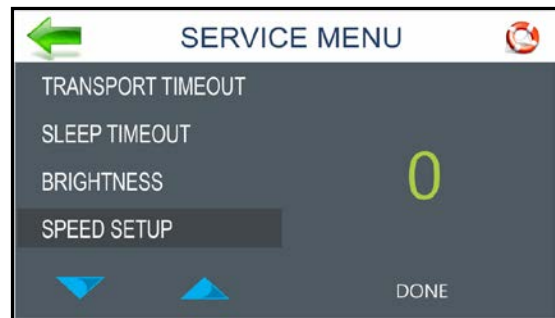 SERVICE MENU
TRANSPORT TIMEOUT
SLEEP TIMEOUT
BRIGHTNESS
0
SPEED SETUP
DONE